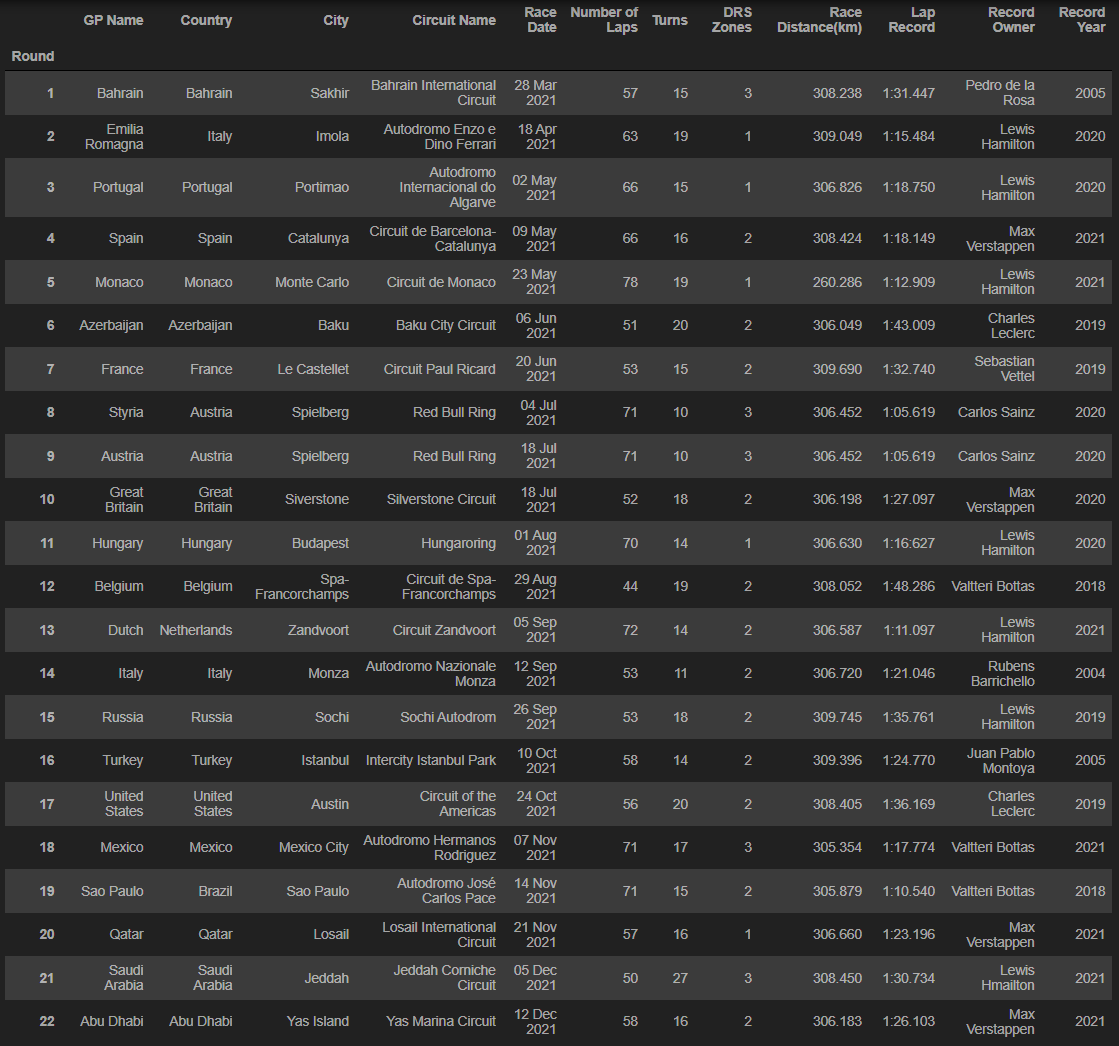 GP Name Country City Circuit Name Race Date Number of Laps Turns DRS Zones Race Distance(km) Lap Record Record Owner Record Year
Round
1 Bahrain Bahrain Sakhir Bahrain International Circuit 28 Mar 2021 57 15 3 308.238 1:31.447 Pedro de la Rosa 2005
2 Emilia Romagna Italy Imola Autodromo Enzo e Dino Ferrari 18 Apr 2021 63 19 1 309.049 1:15.484 Lewis Hamilton 2020
3 Portugal Portugal Portimao Autodromo Internacional do Algarve 02 May 2021 66 15 1 306.826 1:18.750 Lewis Hamilton 2020
4 Spain Spain Catalunya Circuit de Barcelona-Catalunya 09 May 2021 66 16 2 308.424 1:18.149 Max Verstappen 2021
5 Monaco Monaco Monte Carlo Circuit de Monaco 23 May 2021 78 19 1 260.286 1:12.909 Lewis Hamilton 2021
6 Azerbaijan Azerbaijan Baku Baku City Circuit 06 Jun 2021 51 20 2 306.049 1:43.009 Charles Leclerc 2019
7 France France Le Castellet Circuit Paul Ricard 20 Jun 2021 53 15 2 309.690 1:32.740 Sebastian Vettel 2019
8 Styria Austria Spielberg Red Bull Ring 04 Jul 2021 71 10 3 306.452 1:05.619 Carlos Sainz 2020
9 Austria Austria Spielberg Red Bull Ring 18 Jul 2021 71 10 3 306.452 1:05.619 Carlos Sainz 2020
10 Great Britain Great Britain Siverstone Silverstone Circuit 18 Jul 2021 52 18 2 306.198 1:27.097 Max Verstappen 2020
11 Hungary Hungary Budapest Hungaroring 01 Aug 2021 70 14 1 306.630 1:16:627 Lewis Hamilton 2020
12 Belgium Belgium Spa-Francorchamps Circuit de Spa-Francorchamps 29 Aug 2021 44 19 2 308.052 1:48.286 Valtteri Bottas 2018
13 Dutch Netherlands Zandvoort Circuit Zandvoort 05 Sep 2021 72 14 2 306.587 1:11.097 Lewis Hamilton 2021
14 Italy Italy Monza Autodromo Nazionale Monza 12 Sep 2021 53 11 2 306.720 1:21.046 Rubens Barrichello 2004
15 Russia Russia Sochi Sochi Autodrom 26 Sep 2021 53 18 2 309.745 1:35.761 Lewis Hamilton 2019
16 Turkey Turkey Istanbul Intercity Istanbul Park 10 Oct 2021 58 14 2 309.396 1:24.770 Juan Pablo Montoya 2005
17 United States United States Austin Circuit of the Americas 24 Oct 2021 56 20 2 308.405 1:36.169 Charles Leclerc 2019
18 Mexico Mexico Mexico City Autodromo Hermanos Rodriguez 07 Nov 2021 71 17 3 305.354 1:17.774 Valtteri Bottas 2021
19 Sao Paulo Brazil Sao Paulo Autodromo José Carlos Pace 14 Nov 2021 71 15 2 305.879 1:10.540 Valtteri Bottas 2018
20 Qatar Qatar Losail Losail International Circuit 21 Nov 2021 57 16 1 306.660 1:23.196 Max Verstappen 2021
21 Saudi Arabia Saudi Arabia Jeddah Jeddah Corniche Circuit 05 Dec 2021 50 27 3 308.450 1:30.734 Lewis Hmailton 2021
22 Abu Dhabi Abu Dhabi Yas Island Yas Marina Circuit 12 Dec 2021 58 16 2 306.183 1:26.103 Max Verstappen 2021